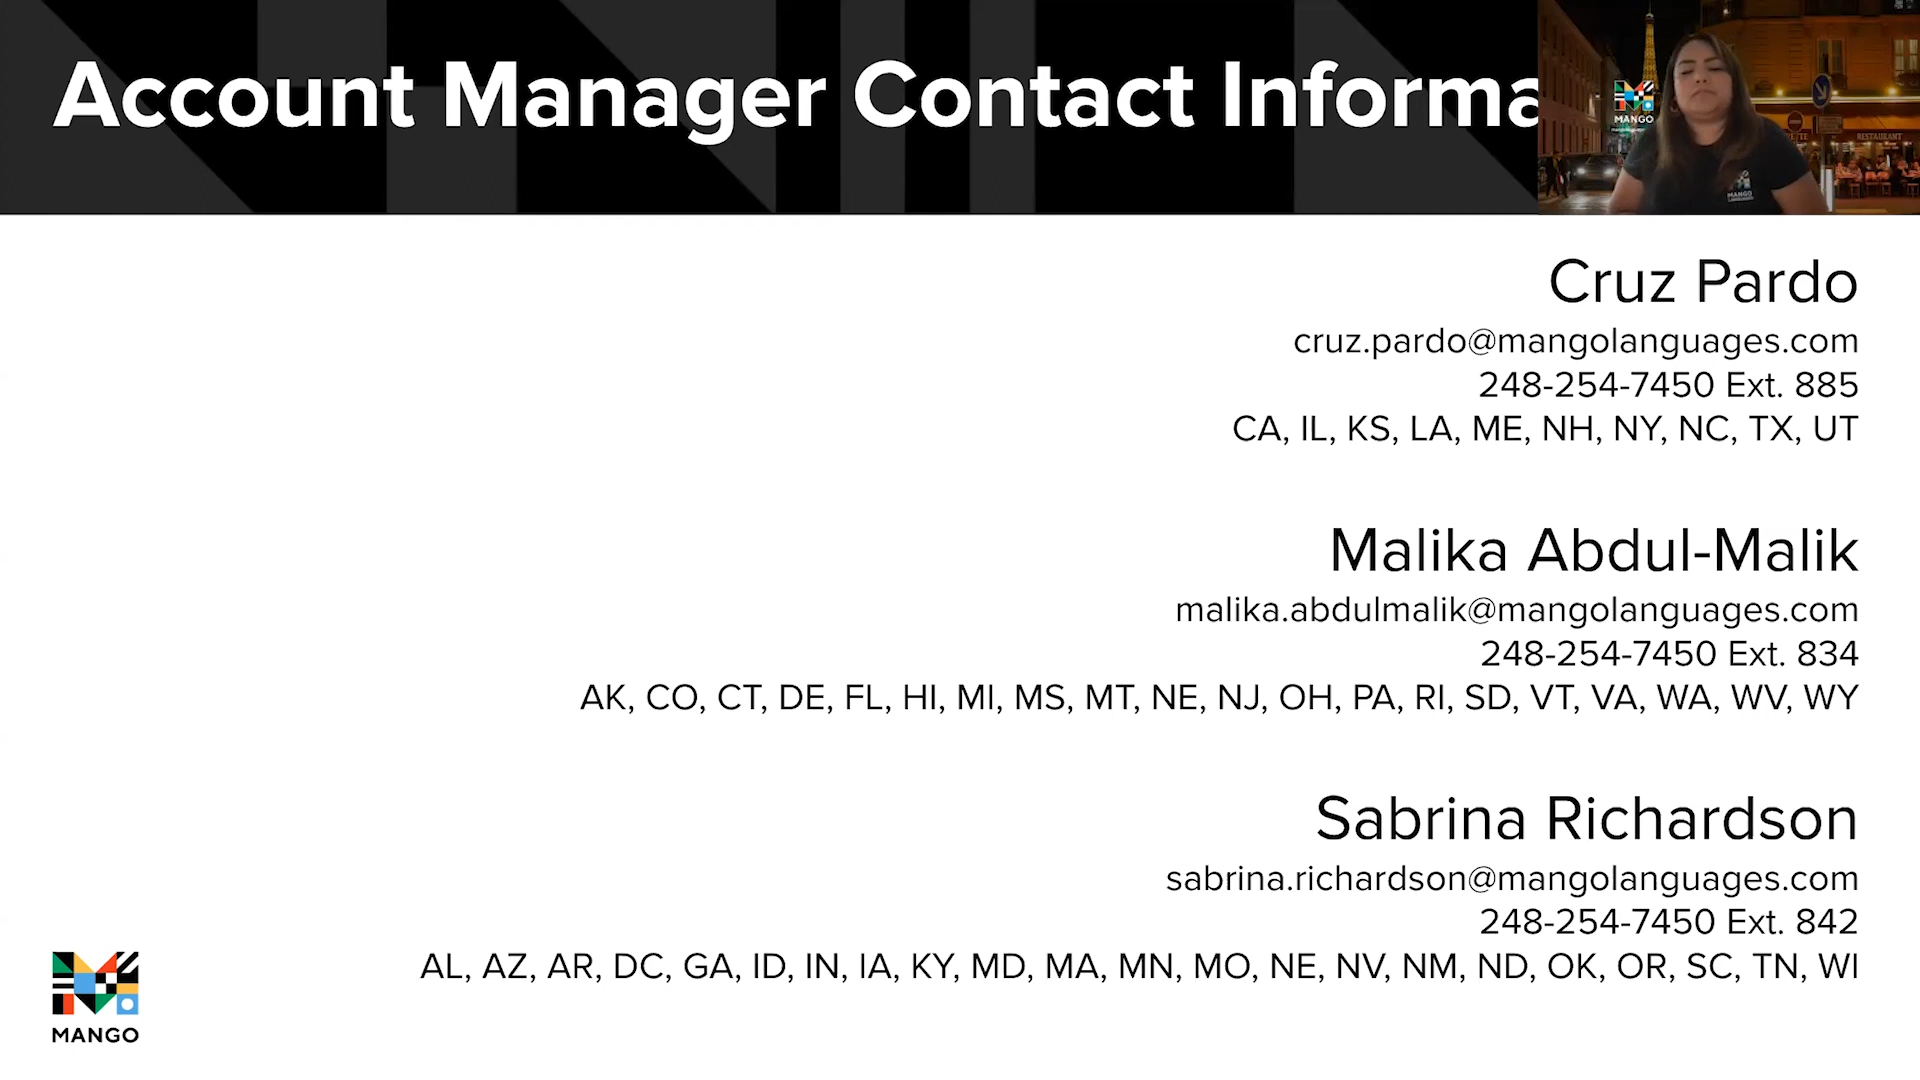 Account Manager Contact Informa
MANGO
RESTAURANT
MANGO
Cruz Pardo
cruz.pardo@mangolanguages.com
248-254-7450 Ext. 885
CA, IL, KS, LA, ME, NH, NY, NC, TX, UT
Malika Abdul-Malik
malika.abdulmalik@mangolanguages.com
248-254-7450 Ext. 834
AK, CO, CT, DE, FL, HI, MI, MS, MT, NE, NJ, OH, PA, RI, SD, VT, VA, WA, WV, WY
Sabrina Richardson
sabrina.richardson@mangolanguages.com
248-254-7450 Ext. 842
AL, AZ, AR, DC, GA, ID, IN, IA, KY, MD, MA, MN, MO, NE, NV, NM, ND, OK, OR, SC, TN, WI
MANGO